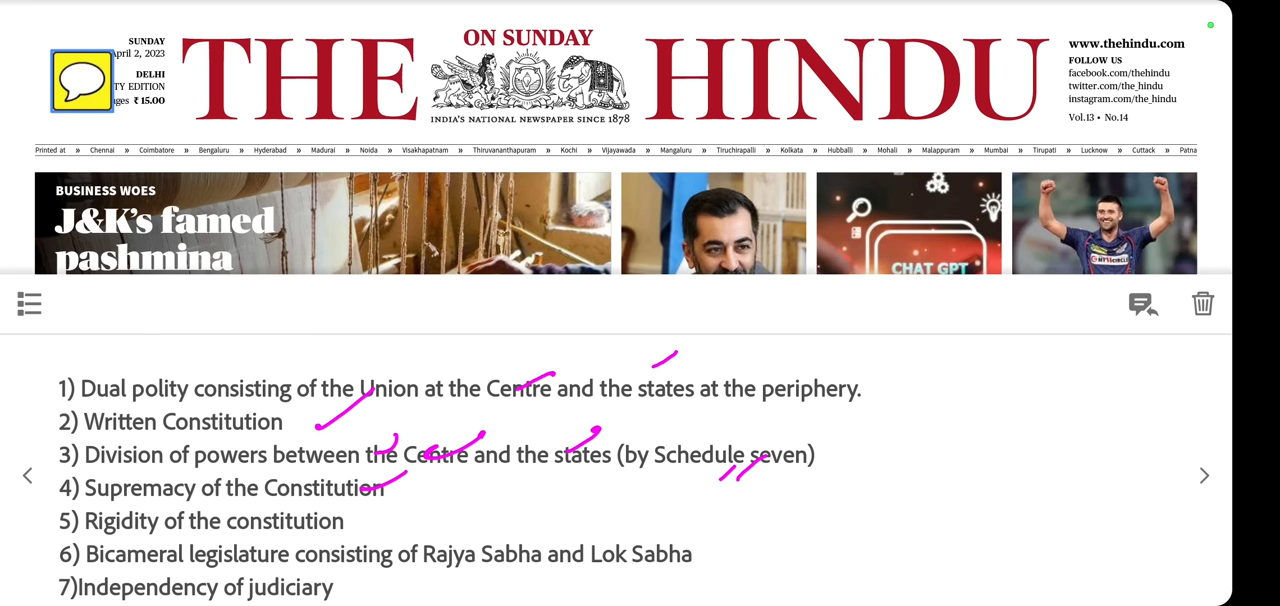 SUNDAY
April 2, 2023
DELHI
TY EDITION
ges ₹ 15.00
THE HINDU
ON SUNDAY
INDIA'S NATIONAL NEWSPAPER SINCE 1878
www.thehindu.com
FOLLOW US
facebook.com/thehindu
twitter.com/the_hindu
instagram.com/the_hindu
Vol.13 • No.14
Printed at » Chennai » Coimbatore » Bengaluru » Hyderabad » Madurai » Noida » Visakhapatnam » Thiruvananthapuram » Kochi » Vijayawada » Mangaluru » Tiruchirapalli » Kolkata » Hubballi » Mohali » Malappuram » Mumbai » Tirupati » Lucknow » Cuttack » Patna
BUSINESS WOES
J&K's famed
pashmina
CHAT GPT
1) Dual polity consisting of the Union at the Centre and the states at the periphery.
2) Written Constitution
3) Division of powers between the Centre and the states (by Schedule seven)
4) Supremacy of the Constitution
5) Rigidity of the constitution
6) Bicameral legislature consisting of Rajya Sabha and Lok Sabha
7)Independency of judiciary